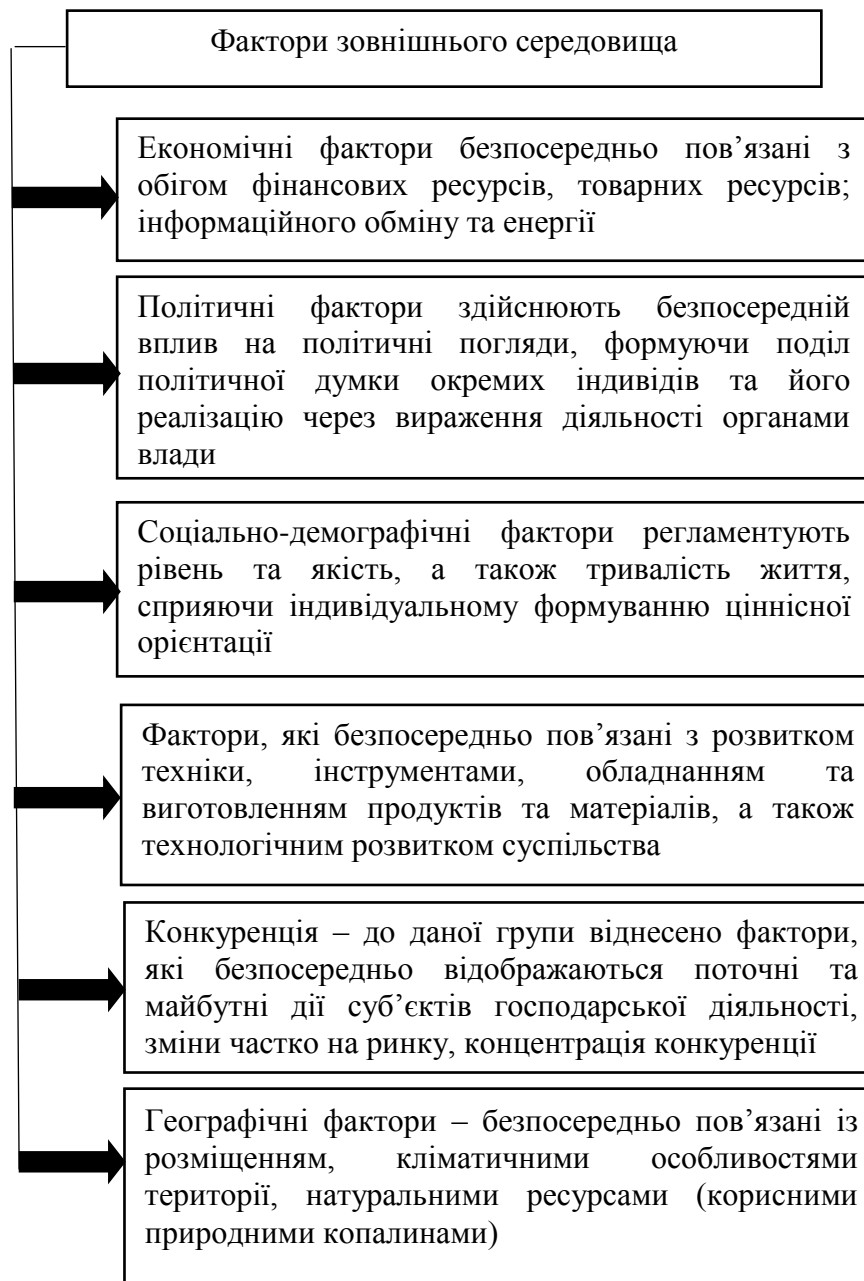 Фактори зовнішнього середовища
Економічні фактори безпосередньо пов’язані з
обігом фінансових ресурсів, товарних ресурсів;
інформаційного обміну та енергії
Політичні фактори здійснюють безпосередній
вплив на політичні погляди, формуючи поділ
політичної думки окремих індивідів та його
реалізацію через вираження діяльності органами
влади
Соціально-демографічні фактори регламентують
рівень та якість, а також тривалість життя,
сприяючи індивідуальному формуванню ціннісної
орієнтації
Фактори, які безпосередньо пов’язані з розвитком
техніки, інструментами, обладнанням та
виготовленням продуктів та матеріалів, а також
технологічним розвитком суспільства
Конкуренція – до даної групи віднесено фактори,
які безпосередньо відображаються поточні та
майбутні дії суб’єктів господарської діяльності,
зміни частко на ринку, концентрація конкуренції
Географічні фактори – безпосередньо пов’язані із
розміщенням, кліматичними особливостями
території, натуральними ресурсами (корисними
природними копалинами)